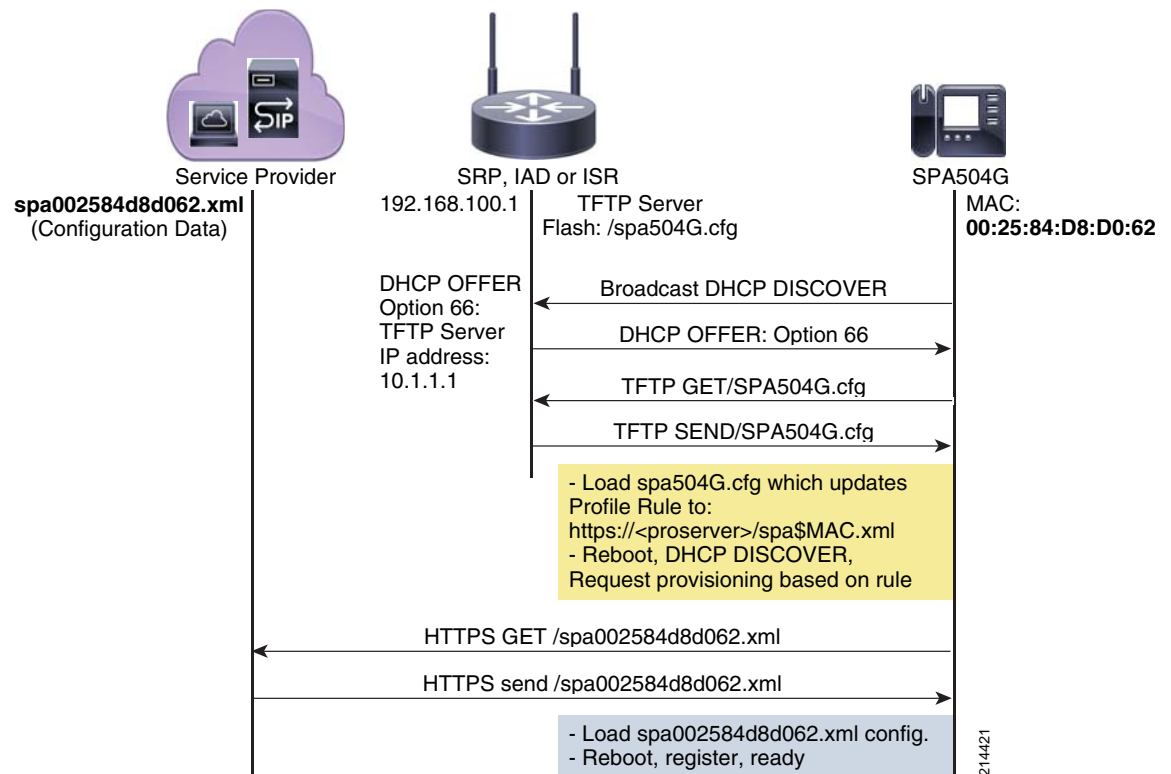 SIP
Service Provider
SRP, IAD or ISR
SPA504G
spa002584d8d062.xml
(Configuration Data)
192.168.100.1
TFTP Server
Flash: /spa504G.cfg
MAC:
00:25:84:D8:D0:62
DHCP OFFER
Option 66:
TFTP Server
IP address:
10.1.1.1
Broadcast DHCP DISCOVER
DHCP OFFER: Option 66
TFTP GET/SPA504G.cfg
TFTP SEND/SPA504G.cfg
- Load spa504G.cfg which updates
Profile Rule to:
https://<proserver>/spa$MAC.xml
- Reboot, DHCP DISCOVER,
Request provisioning based on rule
HTTPS GET /spa002584d8d062.xml
HTTPS send /spa002584d8d062.xml
- Load spa002584d8d062.xml config.
- Reboot, register, ready
214421